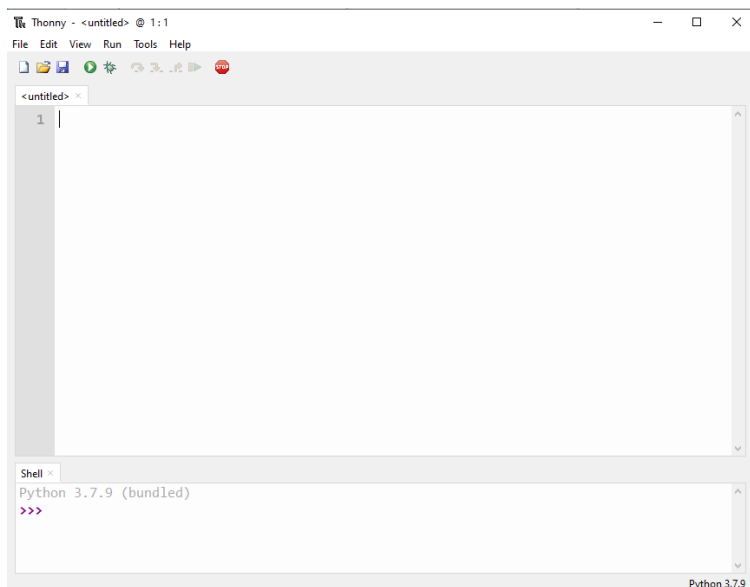 Thonny - <untitled> @ 1:1
File Edit View Run Tools Help
STOP
<untitled> ×
1
Shell ×
Python 3.7.9 (bundled)
>>>
Python 3.7.9